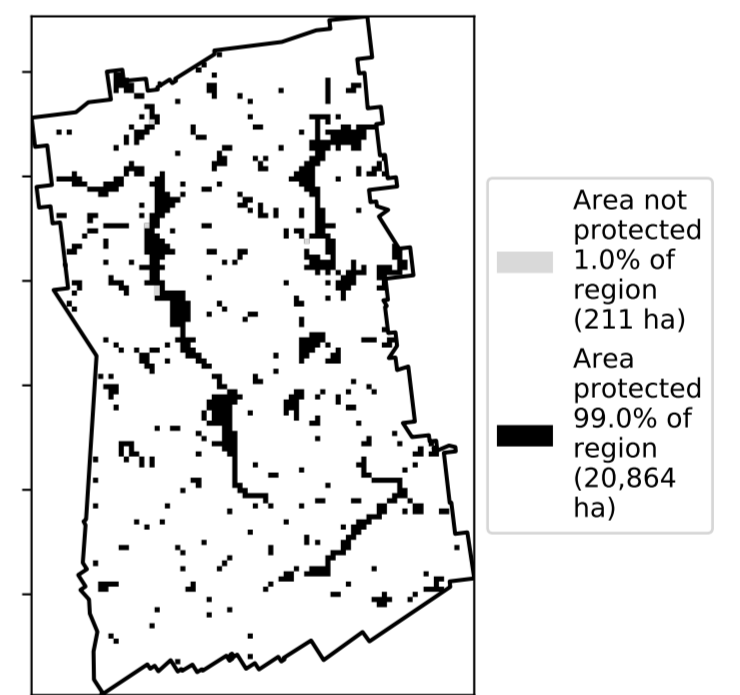 Area not
protected
1.0% of
region
(211 ha)
Area
protected
99.0% of
region
(20,864
ha)